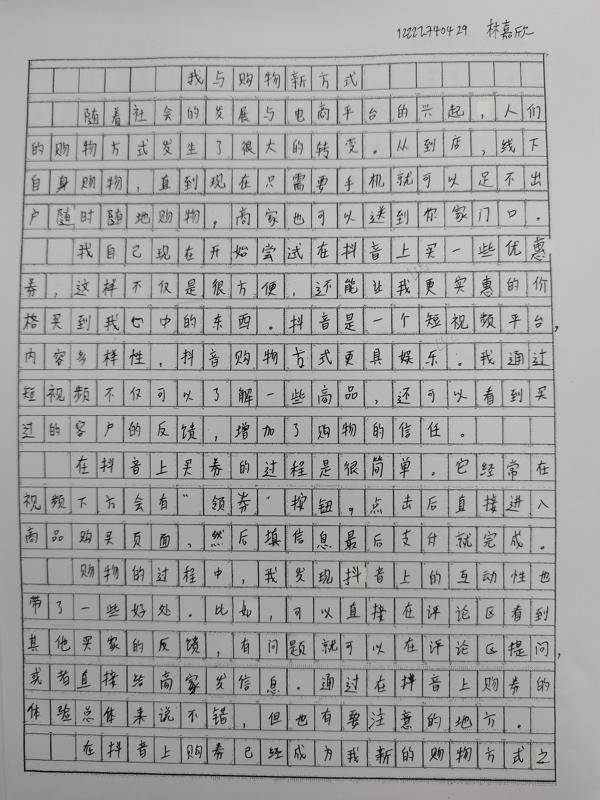 1222740429 林嘉欣
我与购物新方式
随着社会的发展与电商平台的兴起，人们
的购物方式发生了很大的转变。从到店，线下
自身购物，直到现在只需要手机就可以足不出
户随时随地购物，商家也可以送到你家门口。
我自己现在开始尝试在抖音上买一些优惠
券，这样不仅是很方便，还能让我更实惠的价
格买到我心中的东西。抖音是一个短视频平台，
内容多样性，抖音购物方式更具娱乐。我通过
短视频不仅可以了解一些商品，还可以看到买
过的客户的反馈，增加了购物的信任。
在抖音上买券的过程是很简单。它经常在
视频下方会有"领券"按钮。点击后直接进入
商品购买页面，然后填信息最后支付就完成。
购物的过程中，我发现抖音上的互动性也
带了一些好处。比如，可以直接在评论区看到
其他买家的反馈，有问题就可以在评论区提问，
或者直接给商家发信息。通过在抖音上购券的
体验总体来说不错，但也有要注意的地方。
在抖音上购券已经成为我新的购物方式之